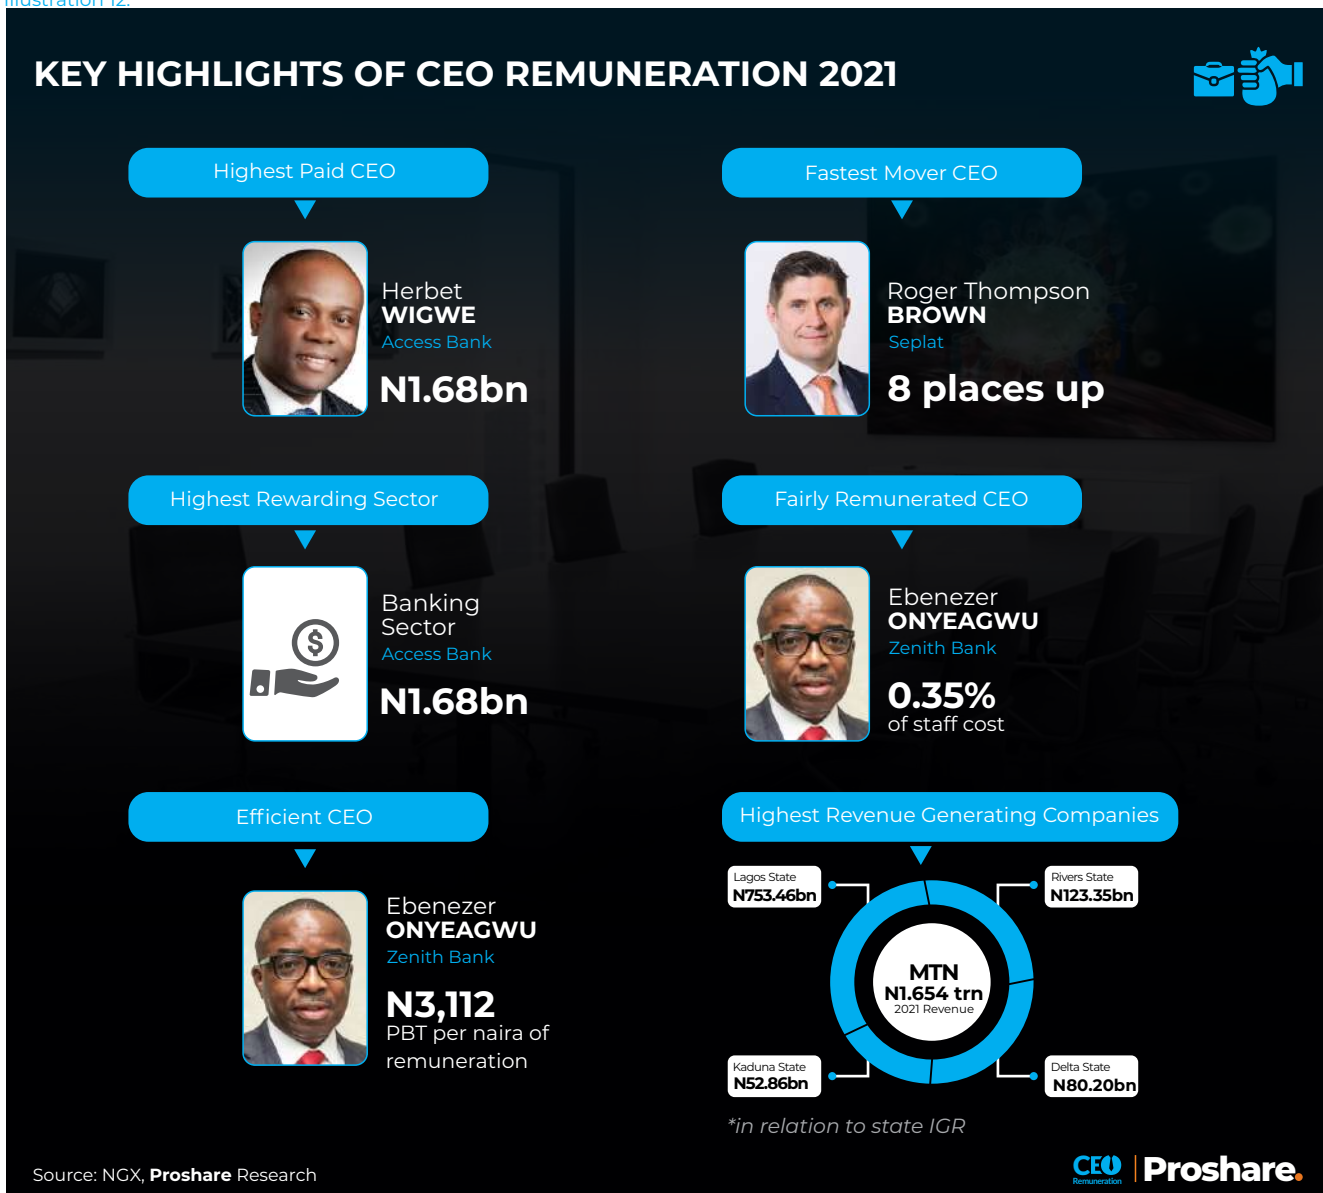 Illustration 12:
KEY HIGHLIGHTS OF CEO REMUNERATION 2021
Highest Paid CEO
Herbet
WIGWE
Access Bank
N1.68bn
Fastest Mover CEO
Roger Thompson
BROWN
Seplat
8 places up
Highest Rewarding Sector
$
Banking
Sector
Access Bank
N1.68bn
Fairly Remunerated CEO
Ebenezer
ONYEAGWU
Zenith Bank
0.35%
of staff cost
Efficient CEO
Ebenezer
ONYEAGWU
Zenith Bank
N3,112
PBT per naira of
remuneration
Highest Revenue Generating Companies
Lagos State
N753.46bn
Rivers State
N123.35bn
MTN
N1.654 trn
2021 Revenue
Kaduna State
N52.86bn
Delta State
N80.20bn
*in relation to state IGR
Source: NGX, Proshare Research
CEO
Remuneration
Proshare.